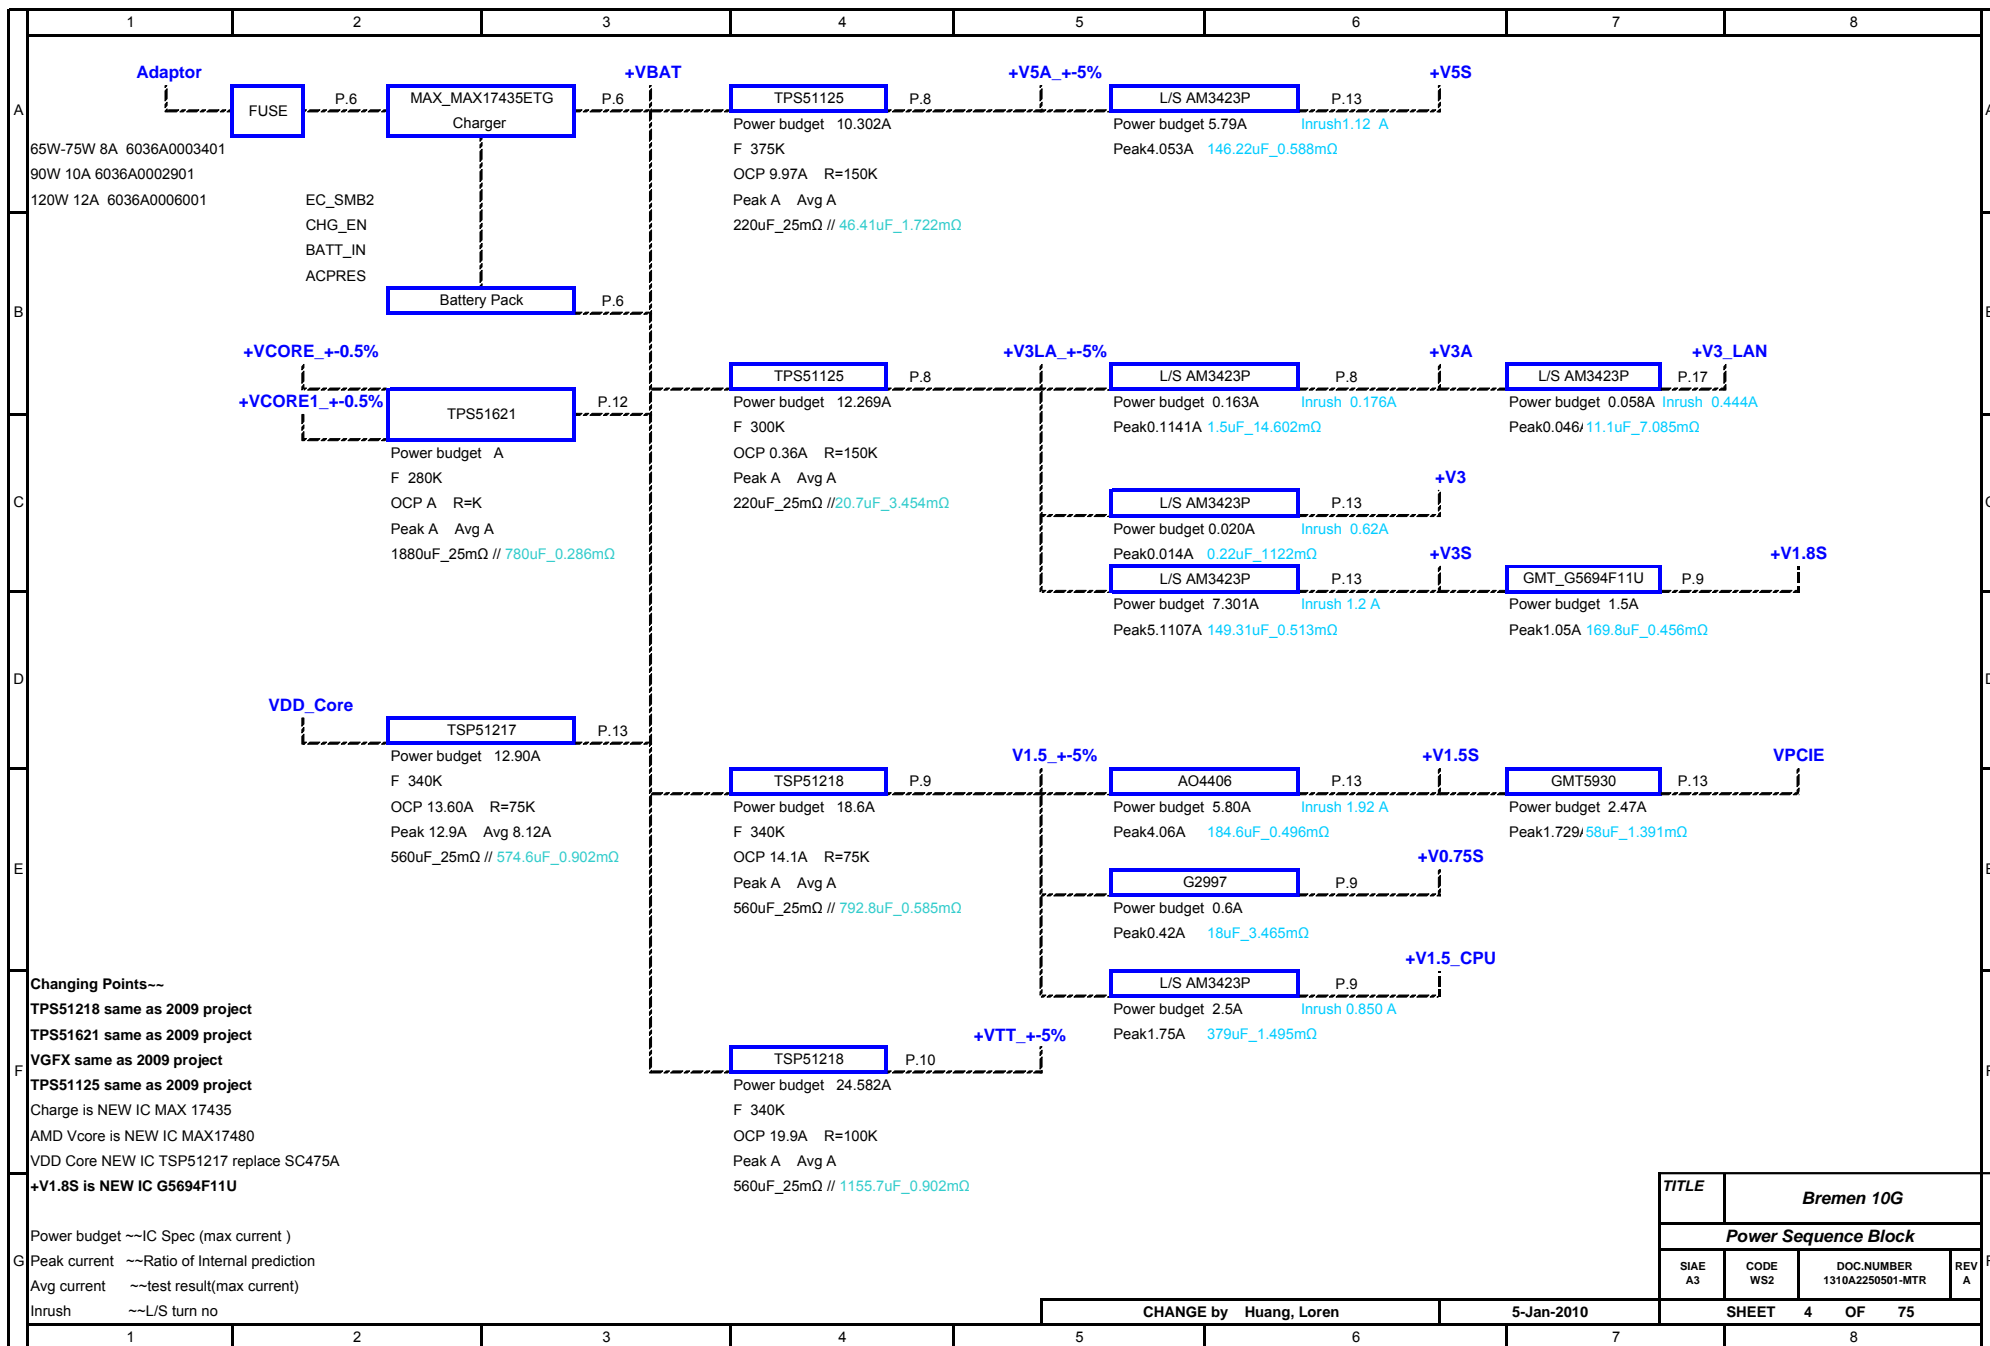 1 2 3 4 5 6 7 8
Adaptor
+VBAT
+V5A_+-5%
+V5S
A
FUSE
P.6
MAX_MAX17435ETG
Charger
P.6
TPS51125
P.8
L/S AM3423P
P.13
A
Power budget 10.302A
F 375K
OCP 9.97A R=150K
Peak A Avg A
220uF_25mΩ // 46.41uF_1.722mΩ
Power budget 5.79A Inrush1.12 A
Peak4.053A 146.22uF_0.588mΩ
65W-75W 8A 6036A0003401
90W 10A 6036A0002901
120W 12A 6036A0006001
EC_SMB2
CHG_EN
BATT_IN
ACPRES
B
Battery Pack
P.6
+VCORE_+-0.5%
+VCORE1_+-0.5%
TPS51621
P.12
Power budget A
F 280K
OCP A R=K
Peak A Avg A
1880uF_25mΩ // 780uF_0.286mΩ
+V3LA_+-5%
+V3A
+V3_LAN
TPS51125
P.8
L/S AM3423P
P.8
L/S AM3423P
P.17
Power budget 12.269A
F 300K
OCP 0.36A R=150K
Peak A Avg A
220uF_25mΩ //20.7uF_3.454mΩ
Power budget 0.163A Inrush 0.176A
Peak0.1141A 1.5uF_14.602mΩ
Power budget 0.058A Inrush 0.444A
Peak0.046 11.1uF_7.085mΩ
C
+V3
L/S AM3423P
P.13
Power budget 0.020A Inrush 0.62A
Peak0.014A 0.22uF_1122mΩ
+V3S
+V1.8S
L/S AM3423P
P.13
GMT_G5694F11U
P.9
Power budget 7.301A Inrush 1.2 A
Peak5.1107A 149.31uF_0.513mΩ
Power budget 1.5A
Peak1.05A 169.8uF_0.456mΩ
D
VDD_Core
TSP51217
P.13
Power budget 12.90A
F 340K
OCP 13.60A R=75K
Peak 12.9A Avg 8.12A
560uF_25mΩ // 574.6uF_0.902mΩ
V1.5_+-5%
+V1.5S
VPCIE
TSP51218
P.9
AO4406
P.13
GMT5930
P.13
Power budget 18.6A
F 340K
OCP 14.1A R=75K
Peak A Avg A
560uF_25mΩ // 792.8uF_0.585mΩ
Power budget 5.80A Inrush 1.92 A
Peak4.06A 184.6uF_0.496mΩ
Power budget 2.47A
Peak1.729 58uF_1.391mΩ
E
+V0.75S
G2997
P.9
Power budget 0.6A
Peak0.42A 18uF_3.465mΩ
+V1.5_CPU
L/S AM3423P
P.9
Power budget 2.5A Inrush 0.850 A
Peak1.75A 379uF_1.495mΩ
+VTT_+-5%
TSP51218
P.10
Power budget 24.582A
F 340K
OCP 19.9A R=100K
Peak A Avg A
560uF_25mΩ // 1155.7uF_0.902mΩ
Changing Points~~
TPS51218 same as 2009 project
TPS51621 same as 2009 project
VGFX same as 2009 project
F
TPS51125 same as 2009 project
Charge is NEW IC MAX 17435
AMD Vcore is NEW IC MAX17480
VDD Core NEW IC TSP51217 replace SC475A
+V1.8S is NEW IC G5694F11U
Power budget ~~IC Spec (max current )
G
Peak current ~~Ratio of Internal prediction
Avg current ~~test result(max current)
Inrush ~~L/S turn no
TITLE
Bremen 10G
Power Sequence Block
SIAE
A3
CODE
WS2
DOC.NUMBER
1310A2250501-MTR
REV
A
CHANGE by Huang, Loren
5-Jan-2010
SHEET 4 OF 75
1 2 3 4 5 6 7 8